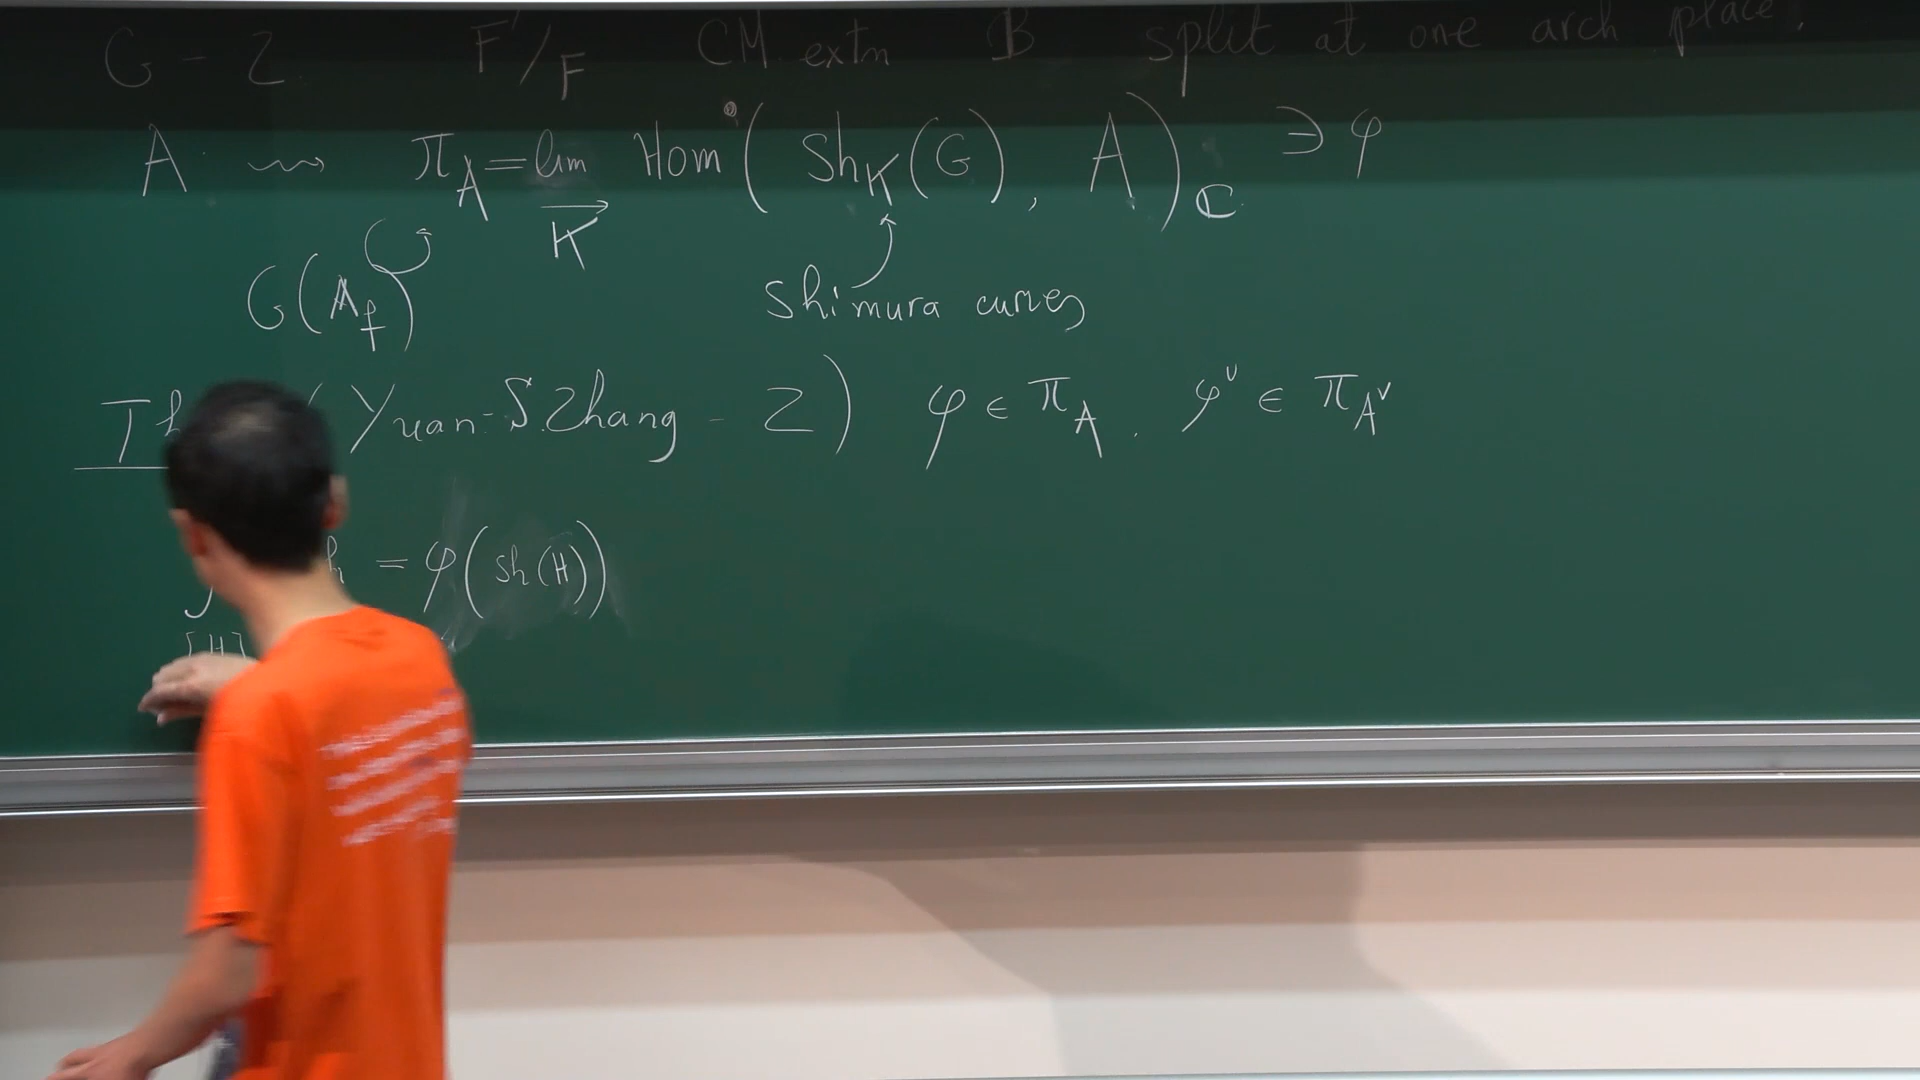 G-Z. F'/F CM extn B split at one arch place.
A ⇝ π_A = lim_{→K} Hom°( Sh_K(G), A )_ℂ ∋ φ
G(𝔸_f) Shimura curves
(Yuan-S.Zhang-Z) φ ∈ π_A. φ^∨ ∈ π_{A^∨}
∫_{[H]} = φ(Sh(H))